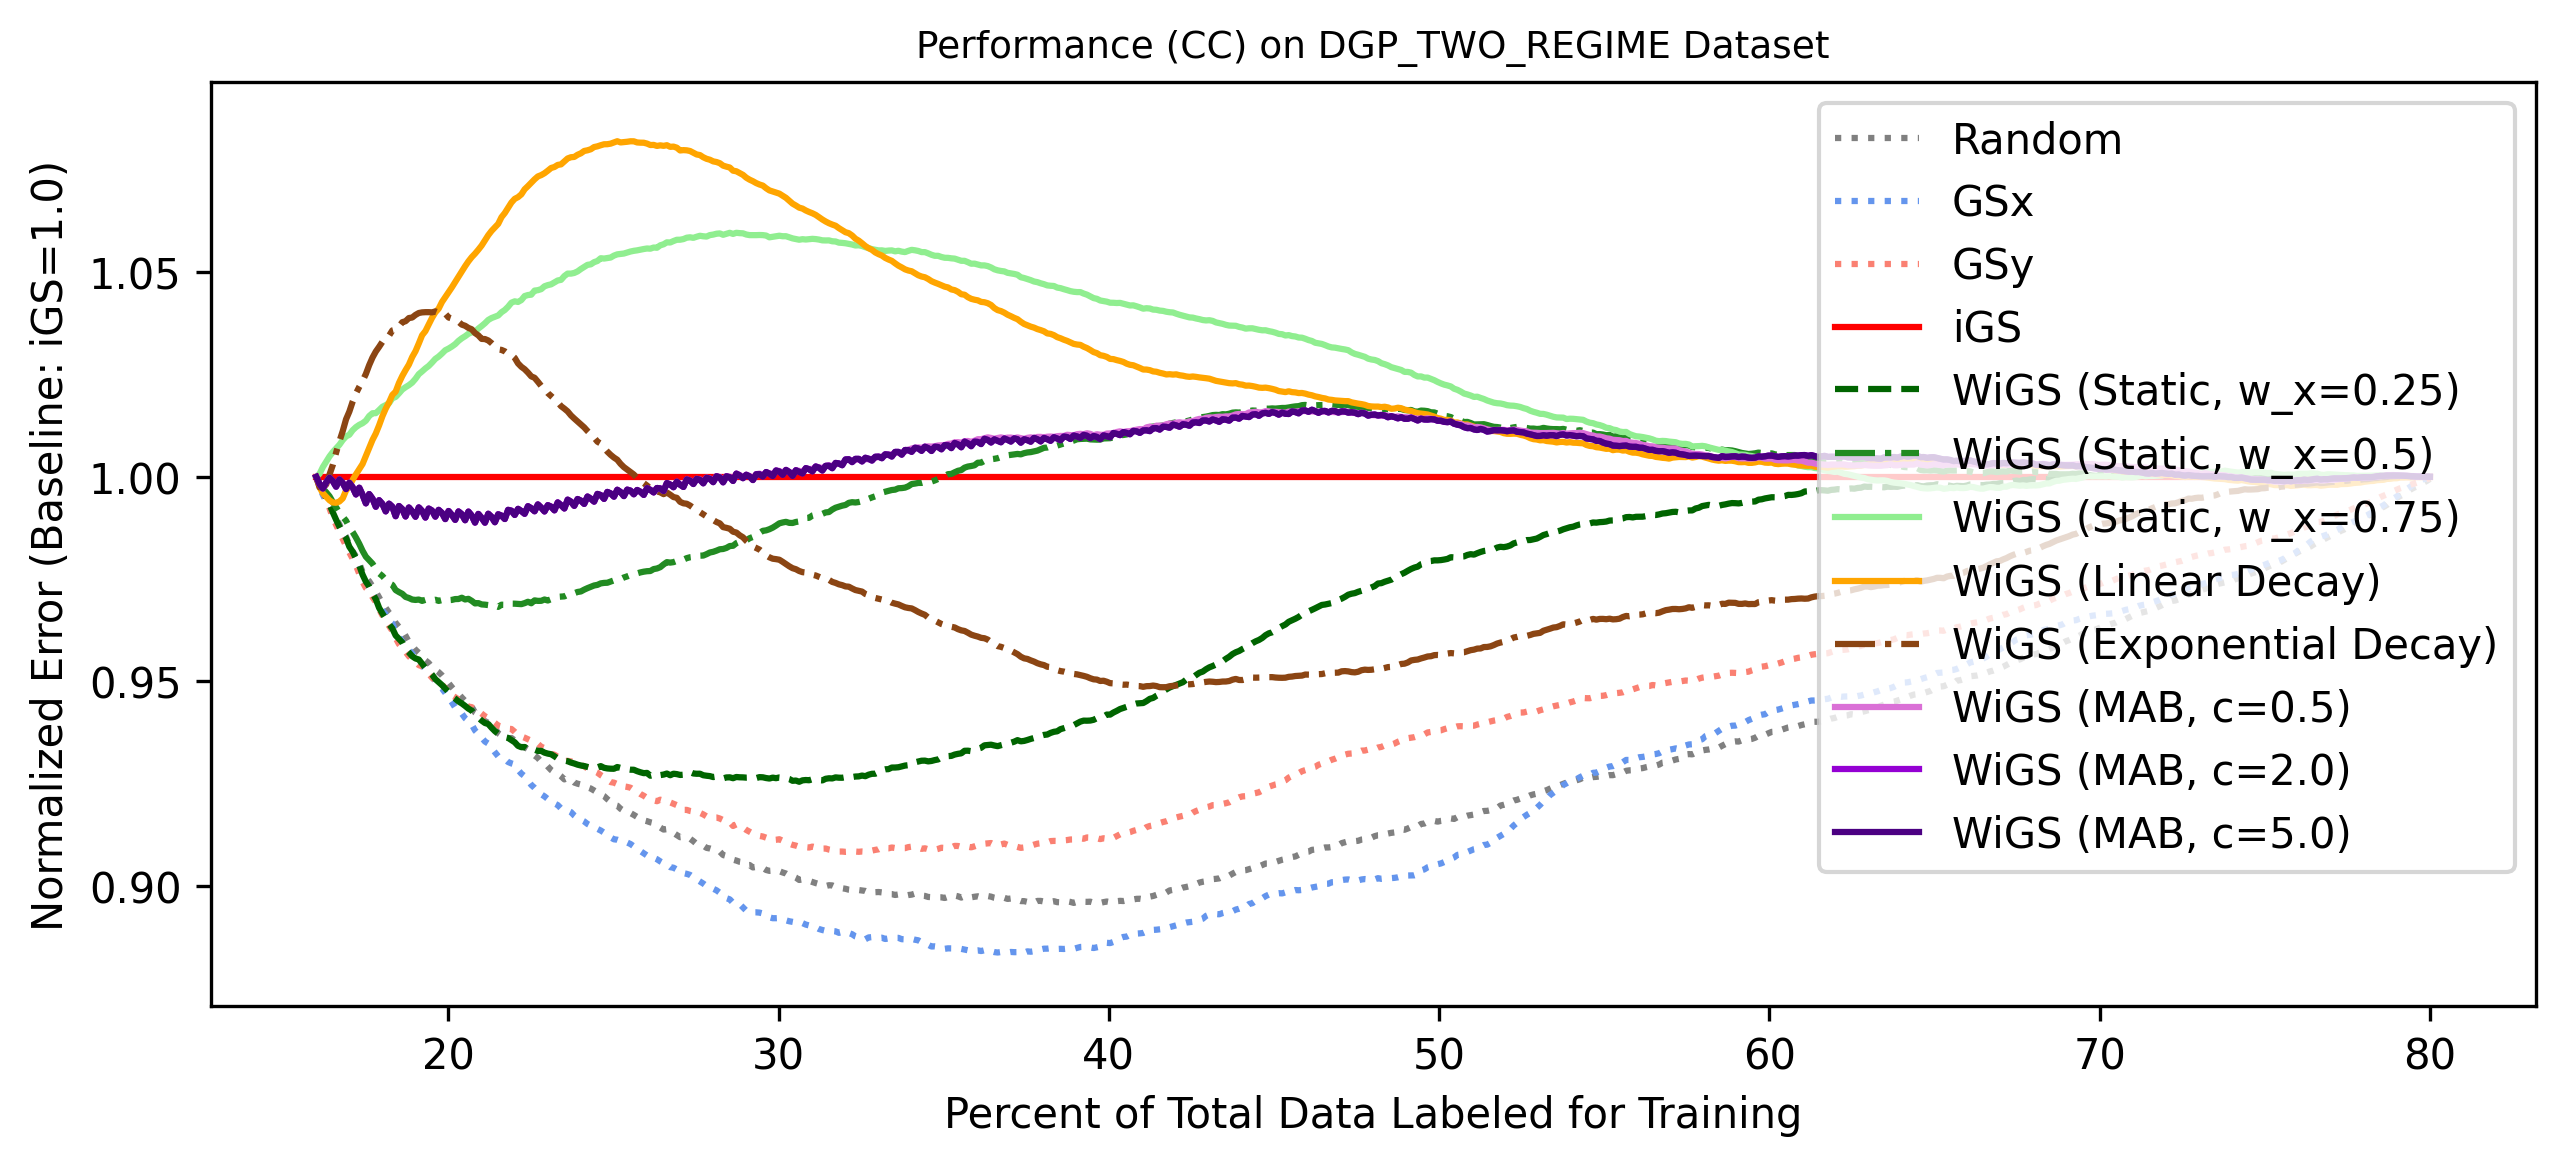 Performance (CC) on DGP_TWO_REGIME Dataset
Normalized Error (Baseline: iGS=1.0)
1.05
1.00
0.95
0.90
Random
GSx
GSy
iGS
WiGS (Static, w_x=0.25)
WiGS (Static, w_x=0.5)
WiGS (Static, w_x=0.75)
WiGS (Linear Decay)
WiGS (Exponential Decay)
WiGS (MAB, c=0.5)
WiGS (MAB, c=2.0)
WiGS (MAB, c=5.0)
20 30 40 50 60 70 80
Percent of Total Data Labeled for Training